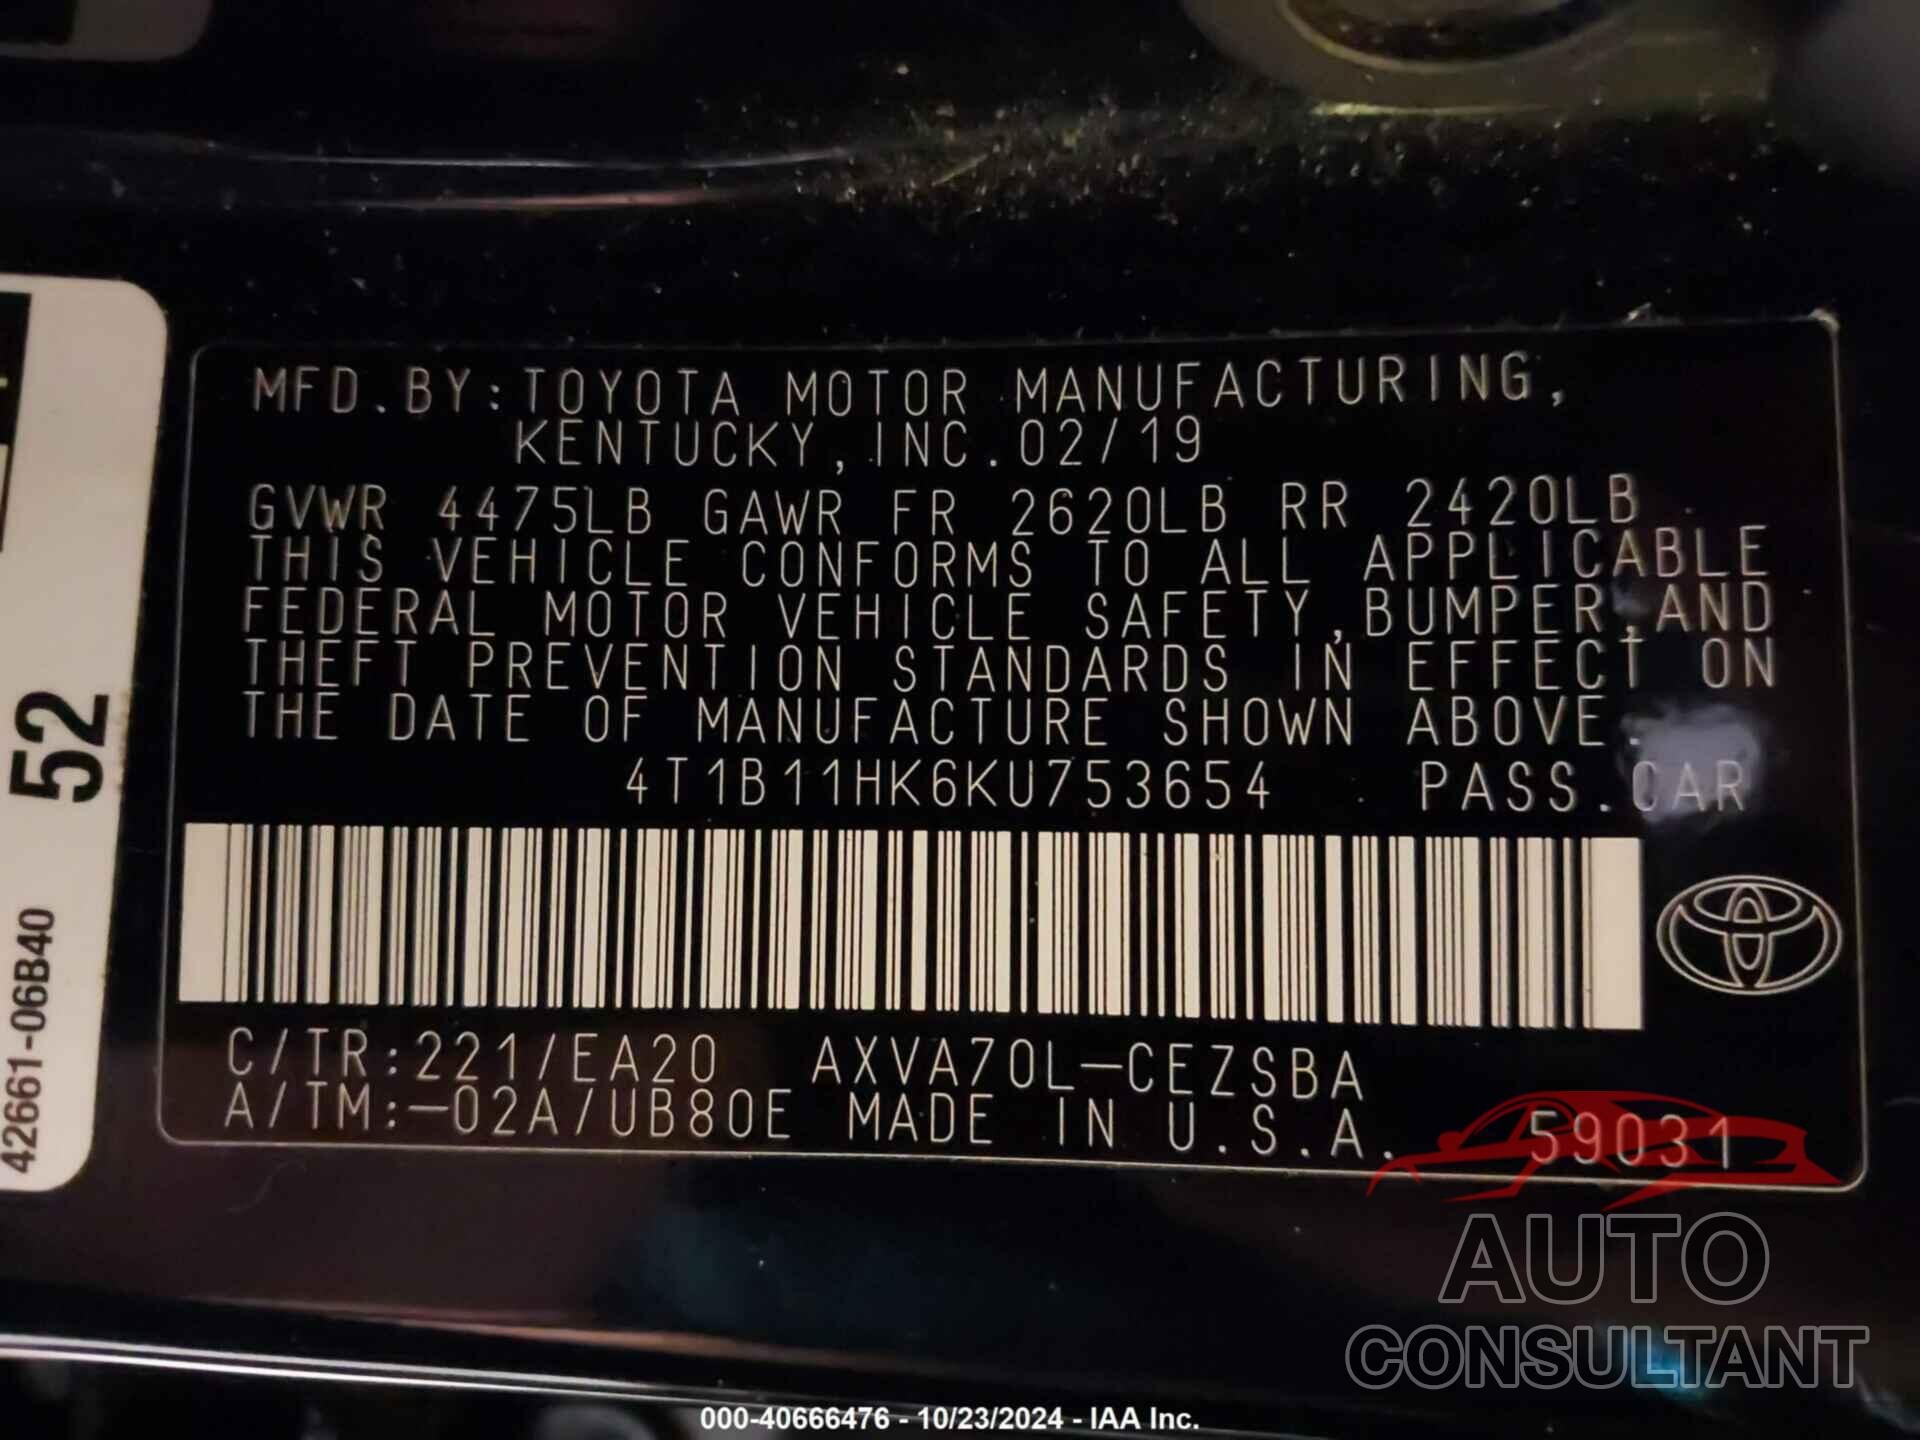 MFD.BY:TOYOTA MOTOR MANUFACTURING,
KENTUCKY,INC.02/19
GVWR 4475LB GAWR FR 2620LB RR 2420LB
THIS VEHICLE CONFORMS TO ALL APPLICABLE
FEDERAL MOTOR VEHICLE SAFETY,BUMPER,AND
THEFT PREVENTION STANDARDS IN EFFECT ON
THE DATE OF MANUFACTURE SHOWN ABOVE.
4T1B11HK6KU753654 PASS.CAR
C/TR:221/EA20 AXVA70L-CEZSBA
A/TM:-02A/UB80E MADE IN U.S.A. 59031
52
42661-06B40
AUTO
CONSULTANT
000-40666476 - 10/23/2024 - IAA Inc.